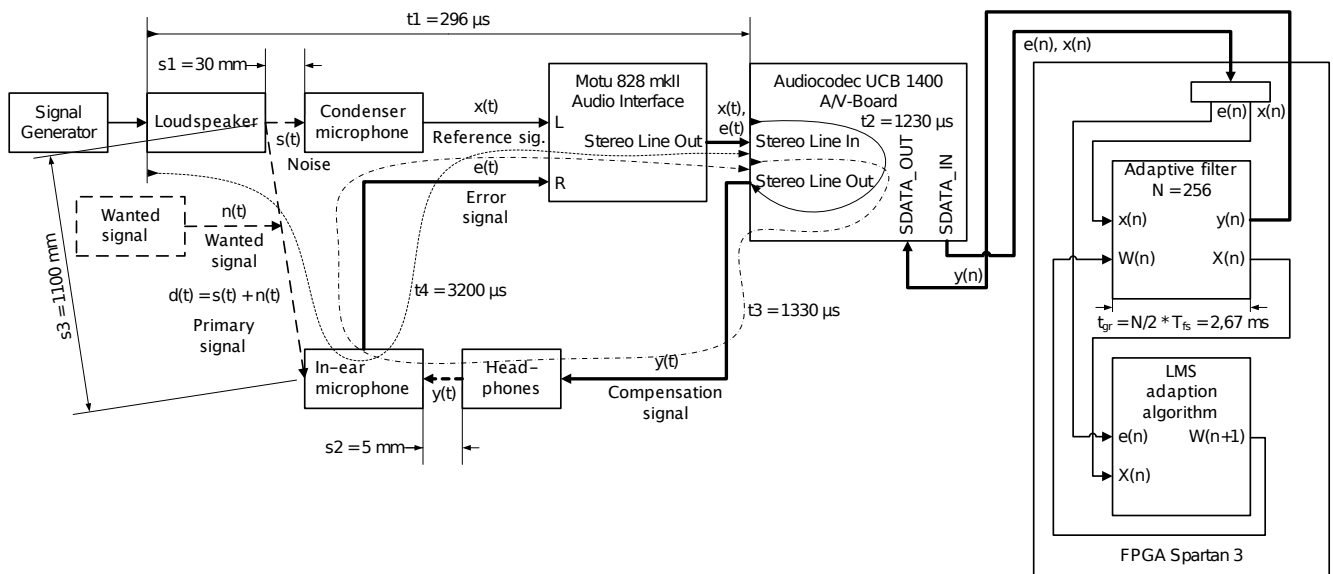 t1 = 296 µs
e(n), x(n)
s1 = 30 mm
Motu 828 mkII
Audio Interface
Audiocodec UCB 1400
A/V-Board
t2 = 1230 µs
Signal
Generator
Loudspeaker
s(t)
Noise
Condenser
microphone
x(t)
Reference sig.
L
Stereo Line Out
R
x(t),
e(t)
Stereo Line In
Stereo Line Out
SDATA_OUT
SDATA_IN
e(n)
x(n)
Adaptive filter
N = 256
x(n)
y(n)
W(n)
X(n)
t_gr = N/2 * T_fs = 2,67 ms
e(t)
Error
signal
Wanted
signal
n(t)
Wanted
signal
d(t) = s(t) + n(t)
Primary
signal
s3 = 1100 mm
t4 = 3200 µs
t3 = 1330 µs
y(n)
In-ear
microphone
y(t)
Head-
phones
y(t)
Compensation
signal
s2 = 5 mm
LMS
adaption
algorithm
e(n)
W(n+1)
X(n)
FPGA Spartan 3